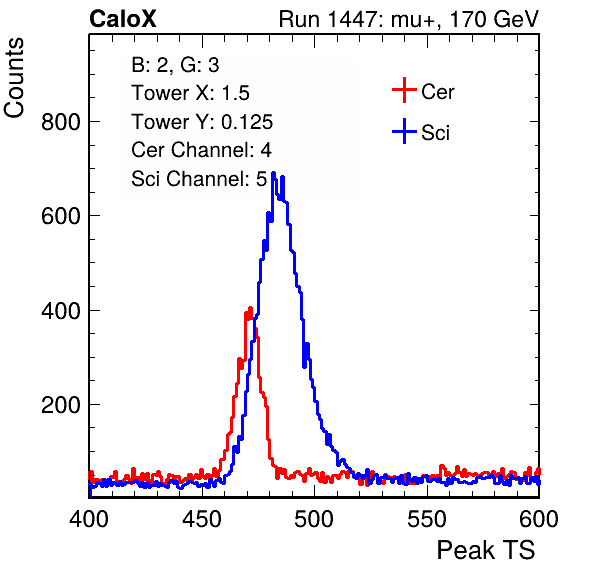 CaloX Run 1447: mu+, 170 GeV
Counts
B: 2, G: 3
Tower X: 1.5
Tower Y: 0.125
Cer Channel: 4
Sci Channel: 5
Cer
Sci
800
600
400
200
400 450 500 550 600
Peak TS